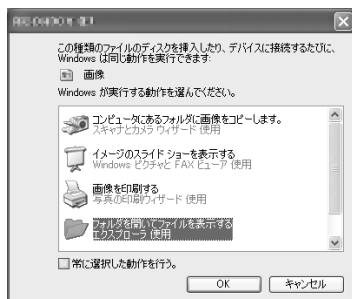 この種類のファイルのディスクを挿入したり、デバイスに接続するたびに、
Windows は同じ動作を実行できます:
画像
Windows が実行する動作を選んでください。
コンピュータにあるフォルダに画像をコピーします。
スキャナとカメラ ウィザード 使用
イメージのスライド ショーを表示する
Windows ピクチャと FAX ビューア 使用
画像を印刷する
写真の印刷ウィザード 使用
フォルダを開いてファイルを表示する
エクスプローラ 使用
常に選択した動作を行う。
OK
キャンセル